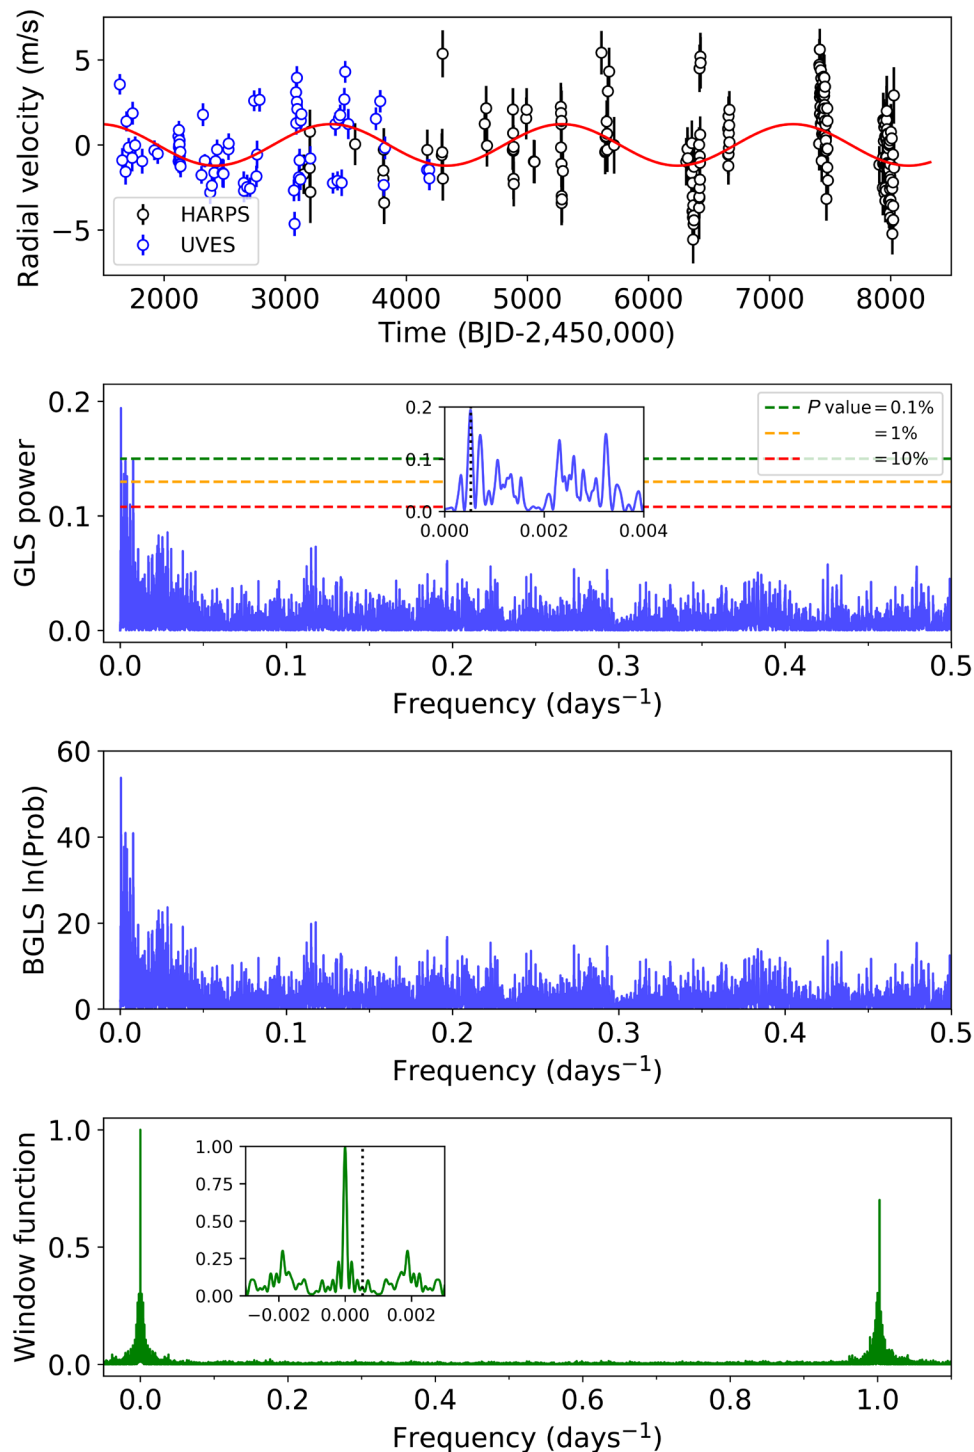 Radial velocity (m/s)
5
0
−5
HARPS
UVES
2000 3000 4000 5000 6000 7000 8000
Time (BJD-2,450,000)
GLS power
0.2
0.1
0.0
0.2
0.1
0.0
0.000 0.002 0.004
P value = 0.1%
= 1%
= 10%
0.0 0.1 0.2 0.3 0.4 0.5
Frequency (days−1)
BGLS ln(Prob)
60
40
20
0
0.0 0.1 0.2 0.3 0.4 0.5
Frequency (days−1)
Window function
1.0
0.5
0.0
1.00
0.75
0.50
0.25
0.00
−0.002 0.000 0.002
0.0 0.2 0.4 0.6 0.8 1.0
Frequency (days−1)